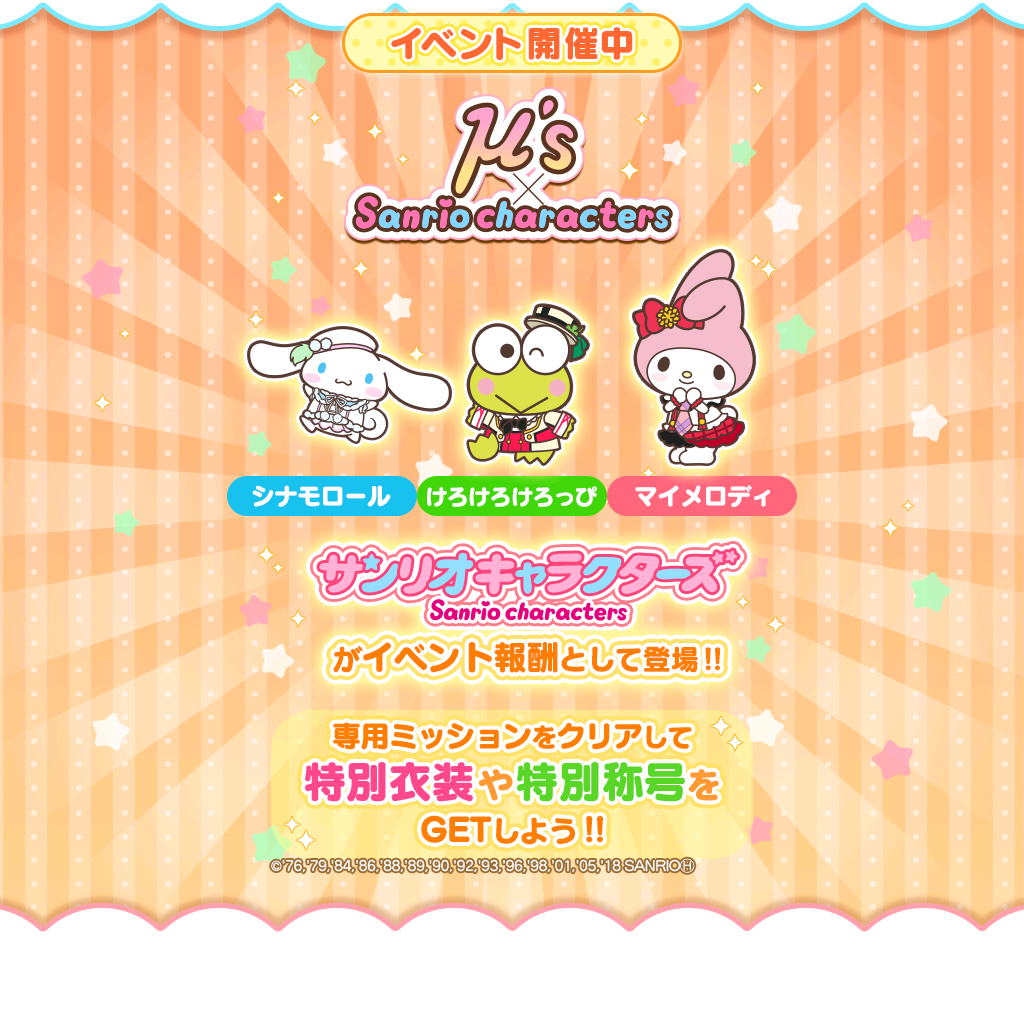 イベント開催中
μ's
×
Sanrio characters
シナモロール
けろけろけろっぴ
マイメロディ
サンリオキャラクターズ
Sanrio characters
がイベント報酬として登場!!
専用ミッションをクリアして
特別衣装や特別称号を
GETしよう!!
©'76,'79,'84,'86,'88,'89,'90,'92,'93,'96,'98,'01,'05,'18 SANRIOⒽ